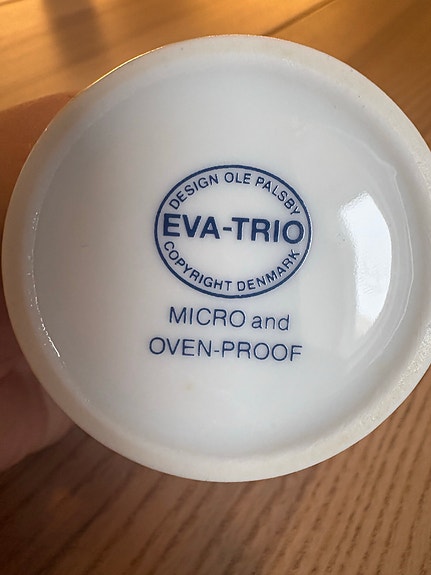 DESIGN OLE PALSBY
EVA-TRIO
COPYRIGHT DENMARK
MICRO and
OVEN-PROOF